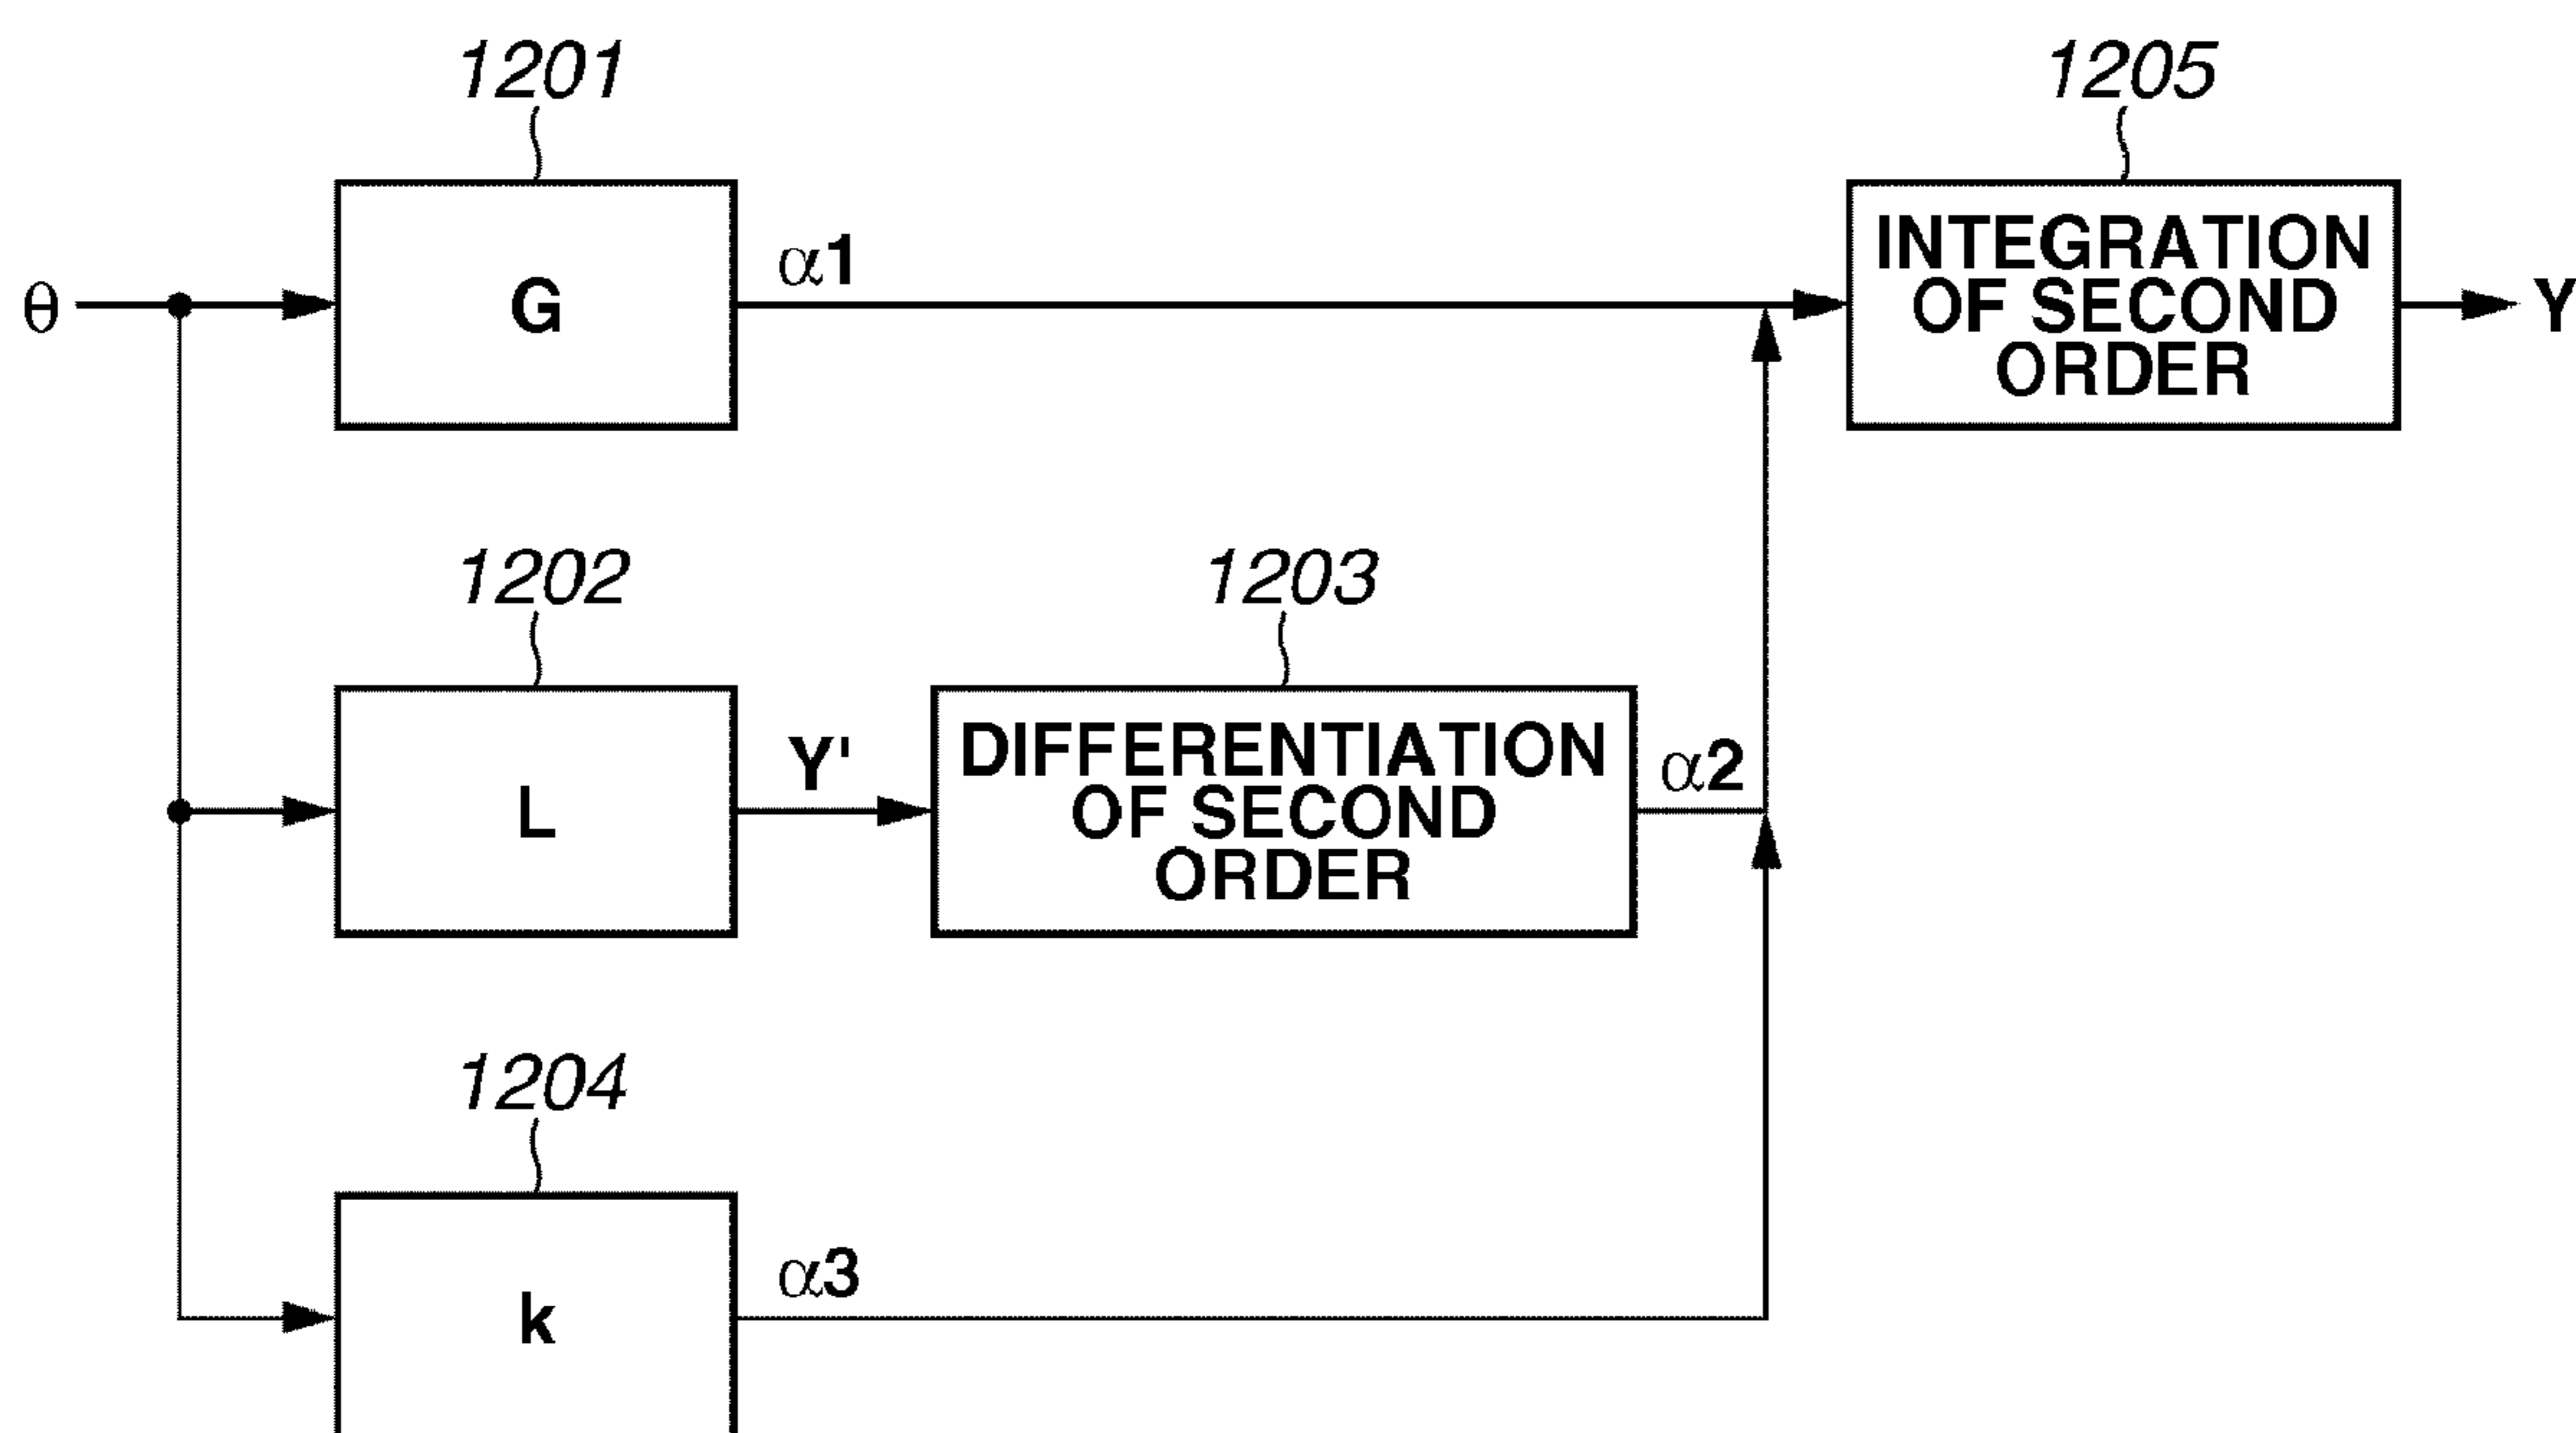 1201
1205
θ
G
α1
INTEGRATION
OF SECOND
ORDER
Y
1202
1203
L
Y'
DIFFERENTIATION
OF SECOND
ORDER
α2
1204
k
α3